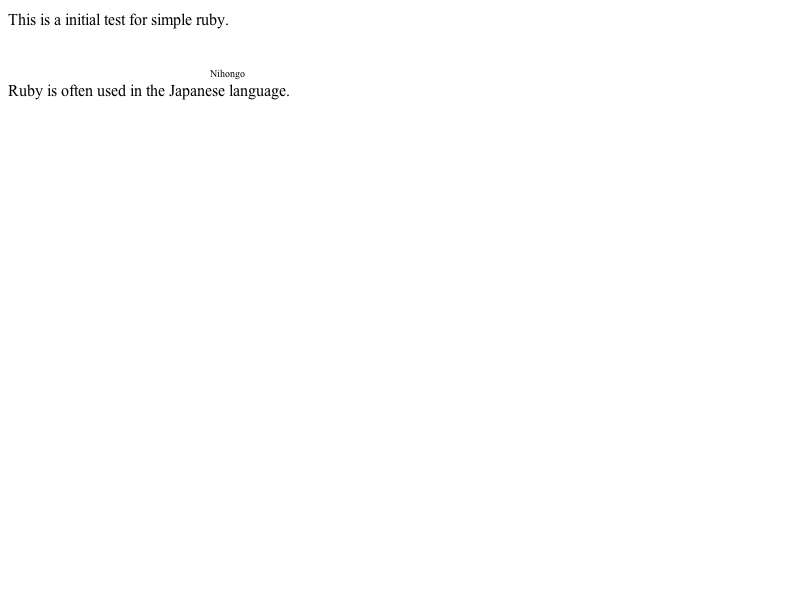 This is a initial test for simple ruby.
Nihongo
Ruby is often used in the Japanese language.